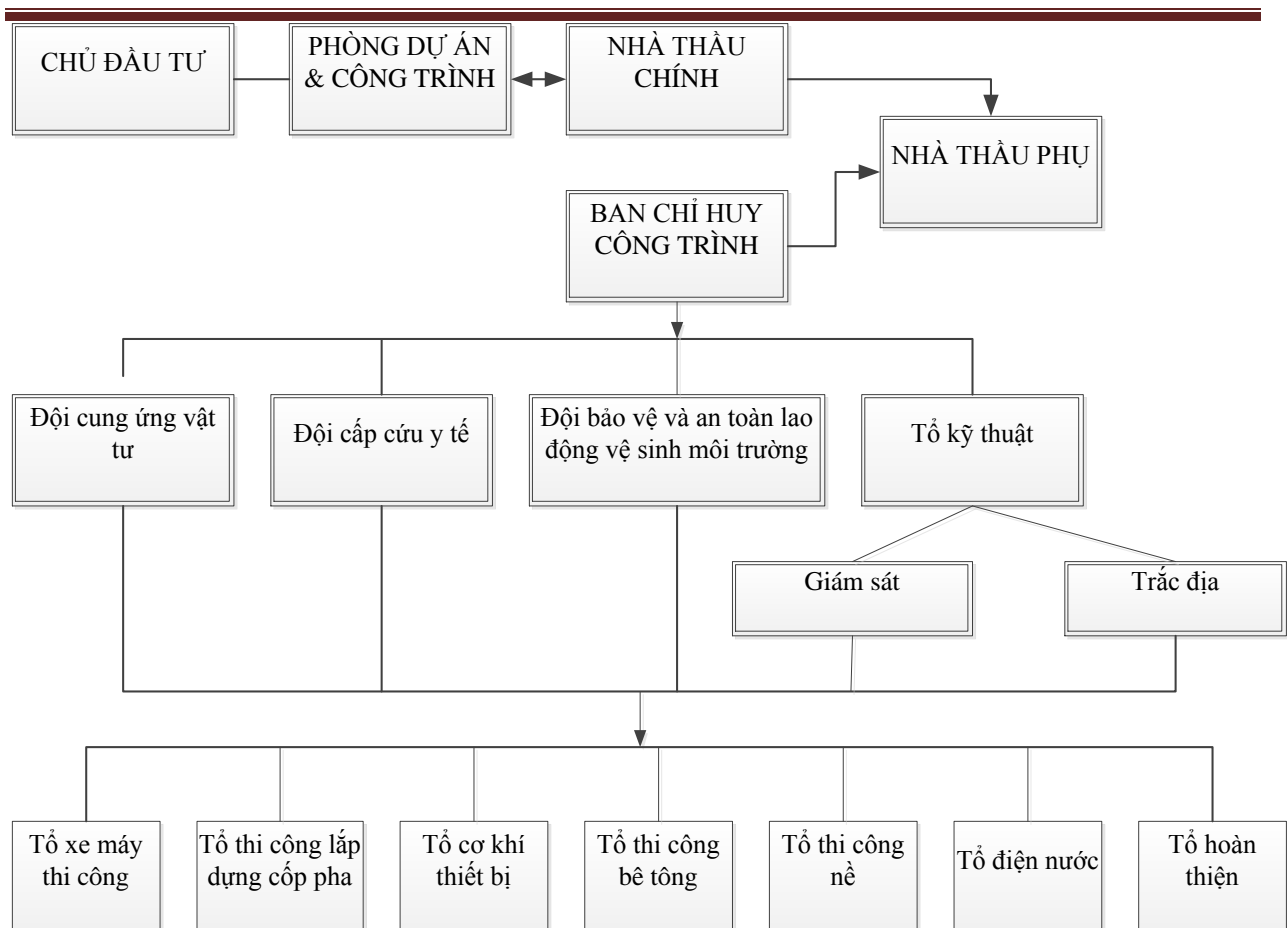 CHỦ ĐẦU TƯ
PHÒNG DỰ ÁN
& CÔNG TRÌNH
NHÀ THẦU
CHÍNH
NHÀ THẦU PHỤ
BAN CHỈ HUY
CÔNG TRÌNH
Đội cung ứng vật
tư
Đội cấp cứu y tế
Đội bảo vệ và an toàn lao
động vệ sinh môi trường
Tổ kỹ thuật
Giám sát
Trắc địa
Tổ xe máy
thi công
Tổ thi công lắp
dựng cốp pha
Tổ cơ khí
thiết bị
Tổ thi công
bê tông
Tổ thi công
nề
Tổ điện nước
Tổ hoàn
thiện